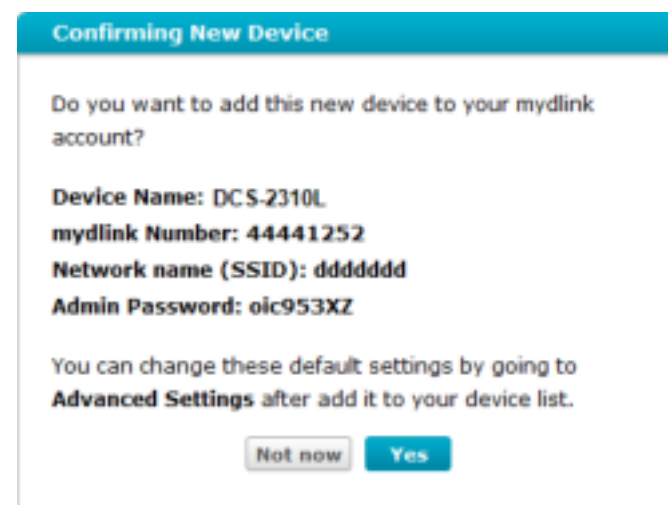 Confirming New Device
Do you want to add this new device to your mydlink
account?
Device Name: DCS-2310L
mydlink Number: 44441252
Network name (SSID): ddddddd
Admin Password: oic953XZ
You can change these default settings by going to
Advanced Settings after add it to your device list.
Not now Yes